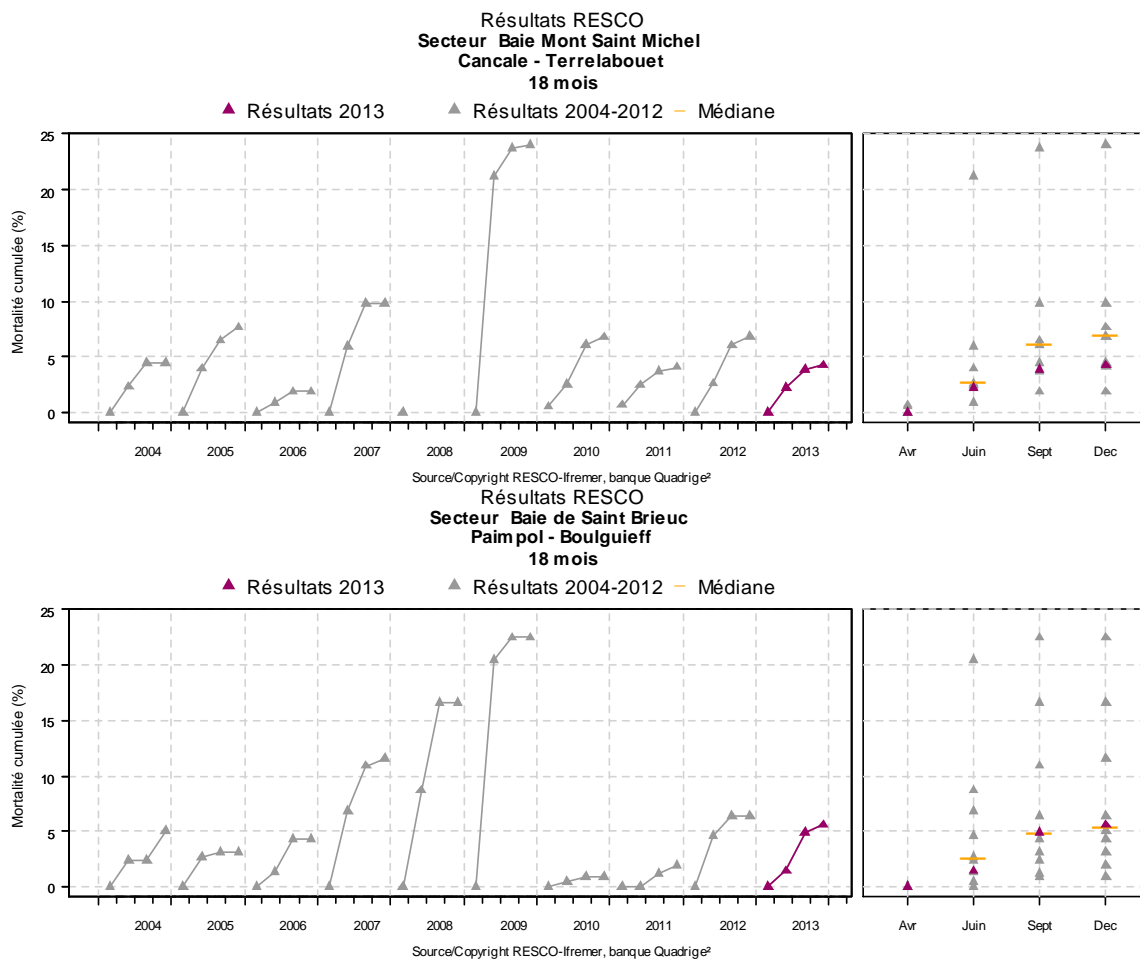 Résultats RESCO
Secteur Baie Mont Saint Michel
Cancale - Terrelabouet
18 mois
Résultats 2013 Résultats 2004-2012 Médiane
Mortalité cumulée (%)
25
20
15
10
5
0
2004 2005 2006 2007 2008 2009 2010 2011 2012 2013 Avr Juin Sept Dec
Source/Copyright RESCO-Ifremer, banque Quadrige²
Résultats RESCO
Secteur Baie de Saint Brieuc
Paimpol - Boulguieff
18 mois
Résultats 2013 Résultats 2004-2012 Médiane
Mortalité cumulée (%)
25
20
15
10
5
0
2004 2005 2006 2007 2008 2009 2010 2011 2012 2013 Avr Juin Sept Dec
Source/Copyright RESCO-Ifremer, banque Quadrige²